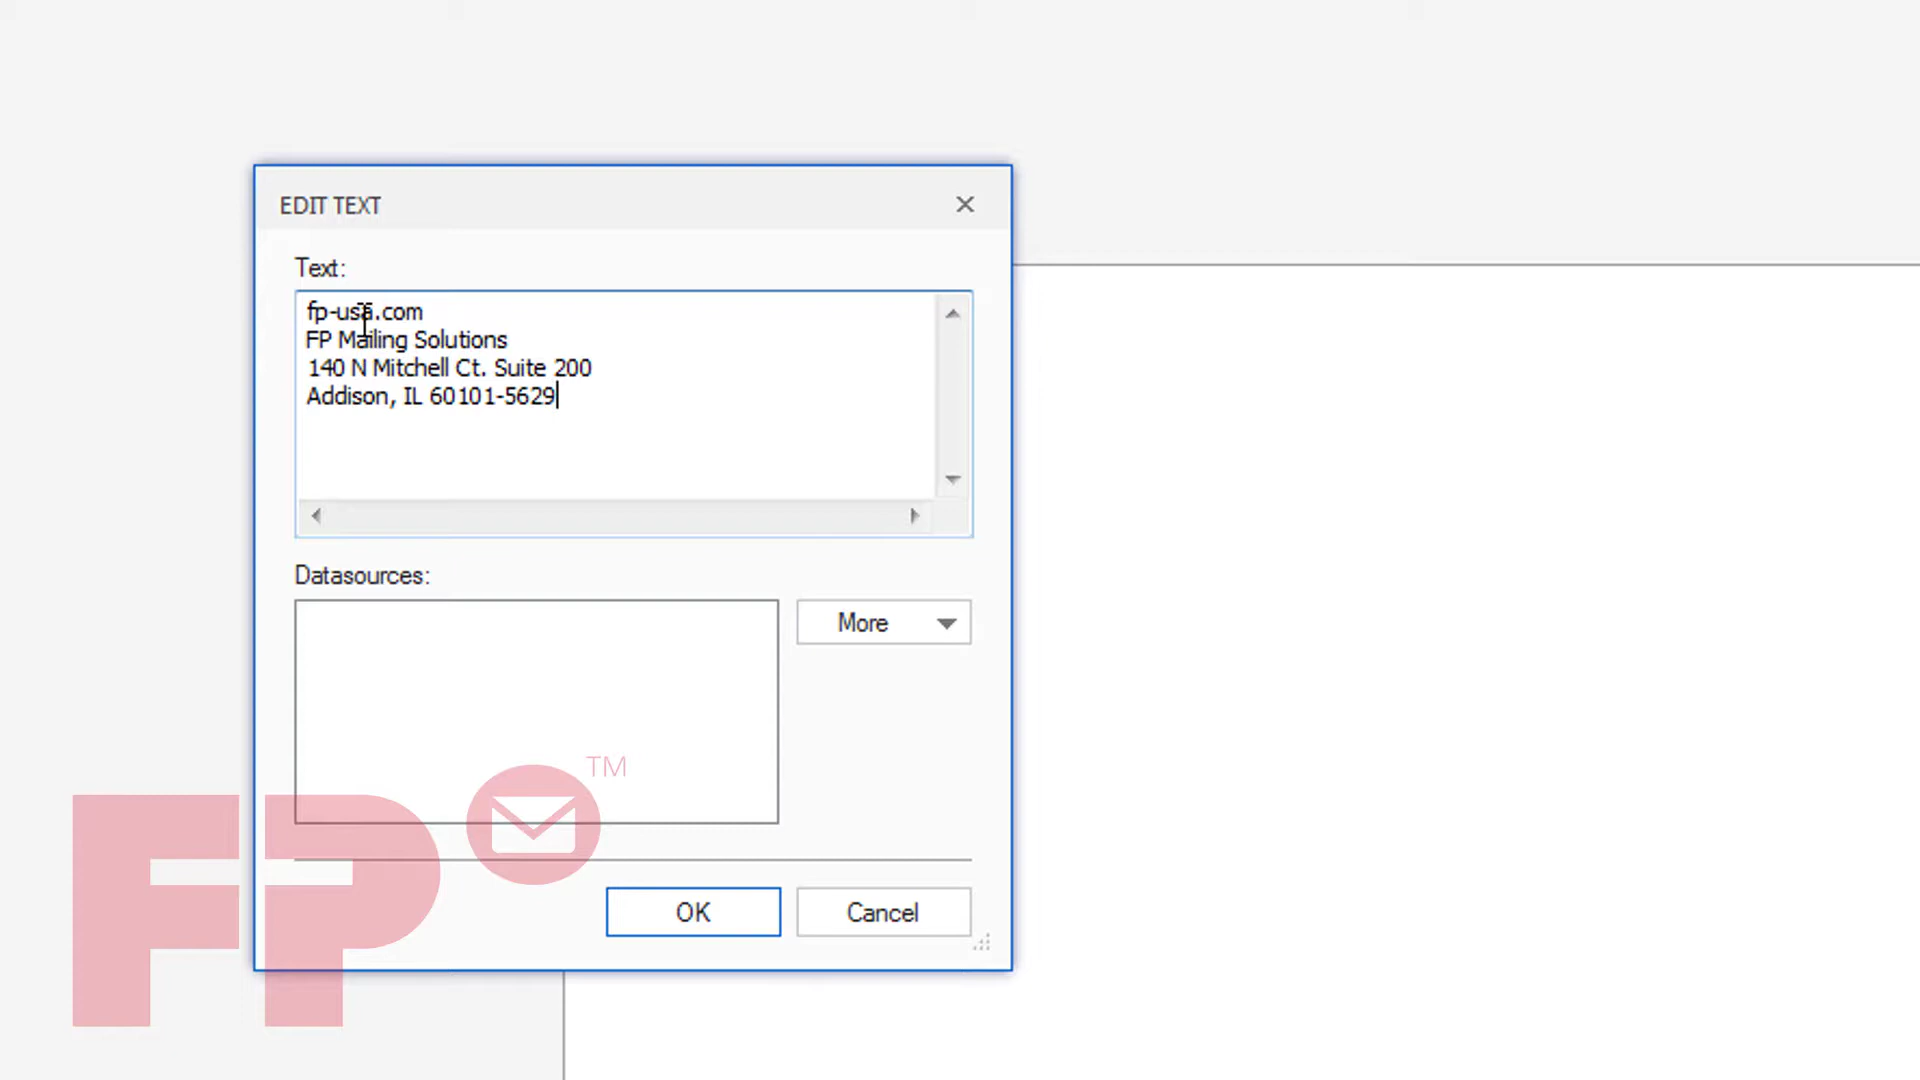 EDIT TEXT
Text:
fp-usa.com
FP Mailing Solutions
140 N Mitchell Ct. Suite 200
Addison, IL 60101-5629
Datasources:
More
TM
FP
OK
Cancel